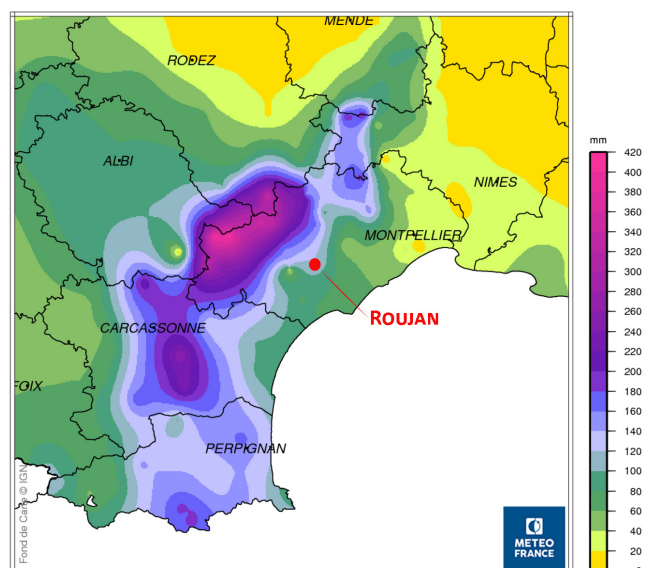 MENDE
RODEZ
ALBI
NIMES
MONTPELLIER
ROUJAN
CARCASSONNE
FOIX
PERPIGNAN
Fond de Carte © IGN
METEO
FRANCE
mm
420
400
380
360
340
320
300
280
260
240
220
200
180
160
140
120
100
80
60
40
20